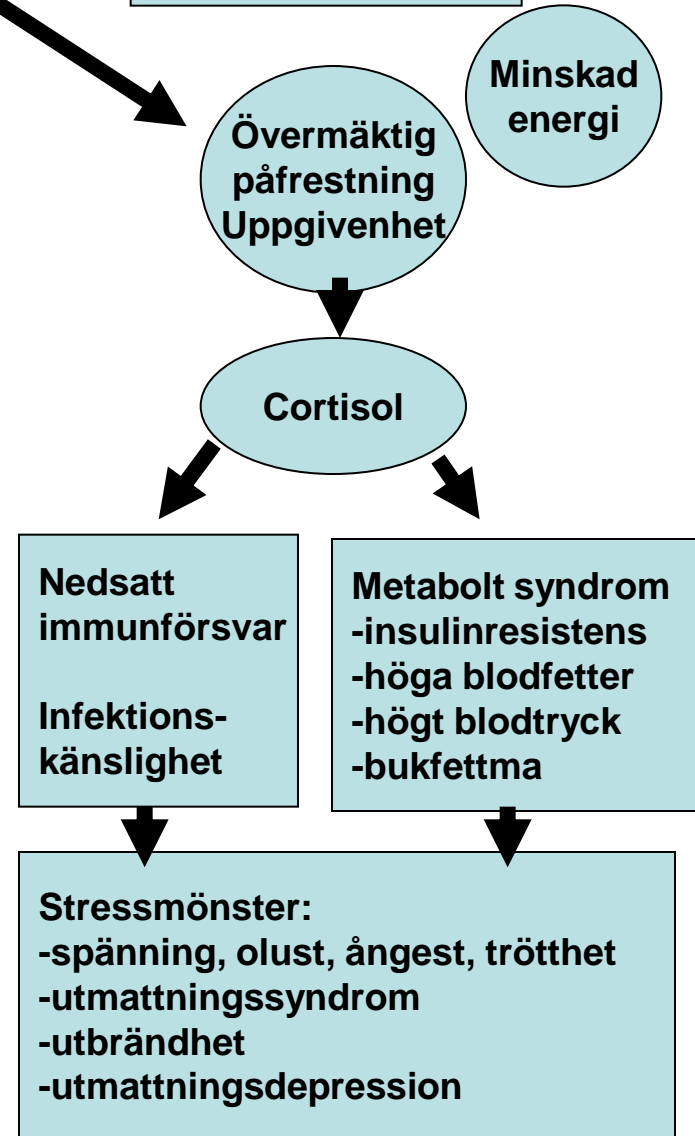 Minskad
energi
Övermäktig
påfrestning
Uppgivenhet
Cortisol
Nedsatt
immunförsvar
Infektions-
känslighet
Metabolt syndrom
-insulinresistens
-höga blodfetter
-högt blodtryck
-bukfettma
Stressmönster:
-spänning, olust, ångest, trötthet
-utmattningssyndrom
-utbrändhet
-utmattningsdepression